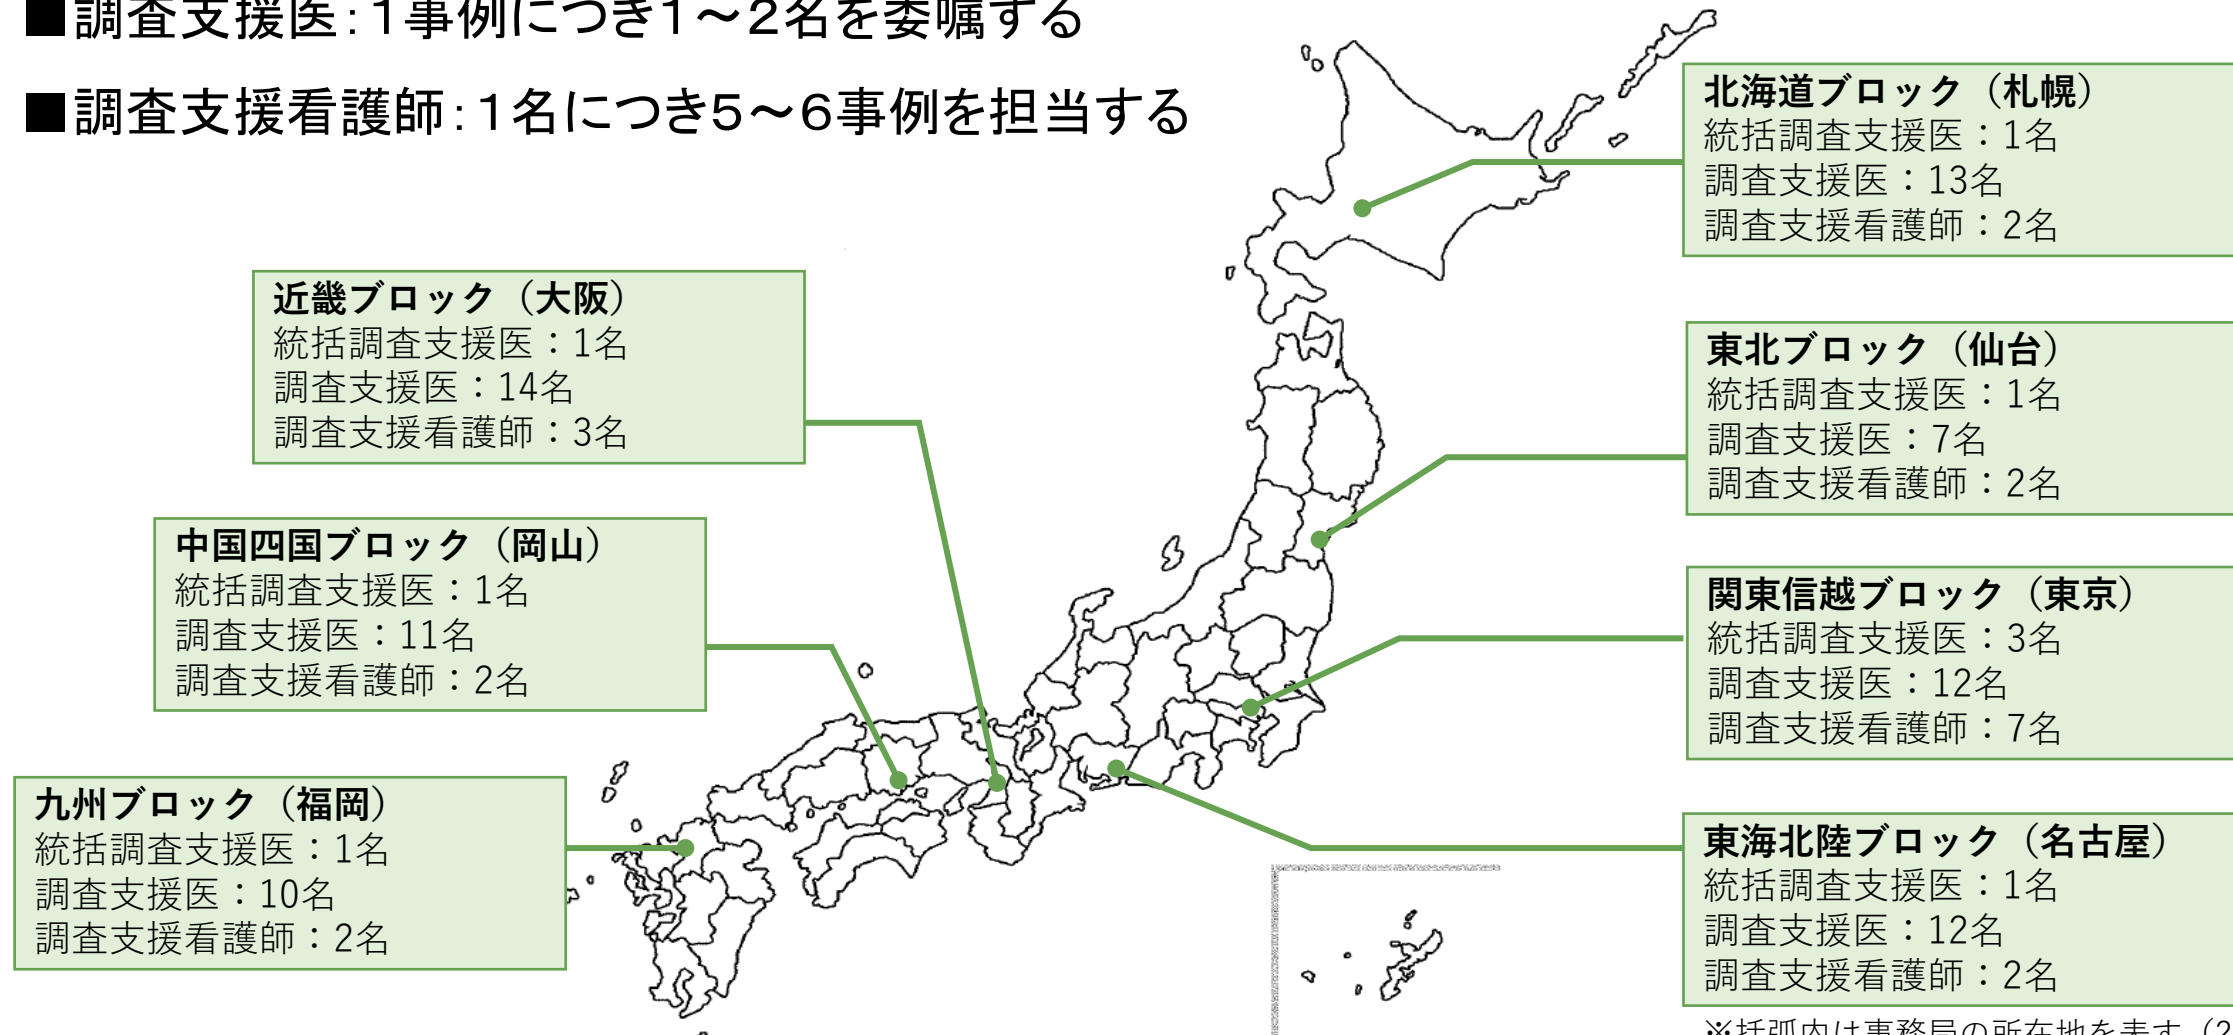 ■調査支援医：１事例につき１～２名を委嘱する
■調査支援看護師：１名につき５～６事例を担当する
北海道ブロック（札幌）
統括調査支援医：1名
調査支援医：13名
調査支援看護師：2名
近畿ブロック（大阪）
統括調査支援医：1名
調査支援医：14名
調査支援看護師：3名
東北ブロック（仙台）
統括調査支援医：1名
調査支援医：7名
調査支援看護師：2名
中国四国ブロック（岡山）
統括調査支援医：1名
調査支援医：11名
調査支援看護師：2名
関東信越ブロック（東京）
統括調査支援医：3名
調査支援医：12名
調査支援看護師：7名
九州ブロック（福岡）
統括調査支援医：1名
調査支援医：10名
調査支援看護師：2名
東海北陸ブロック（名古屋）
統括調査支援医：1名
調査支援医：12名
調査支援看護師：2名
※括弧内は事務局の所在地を表す（2